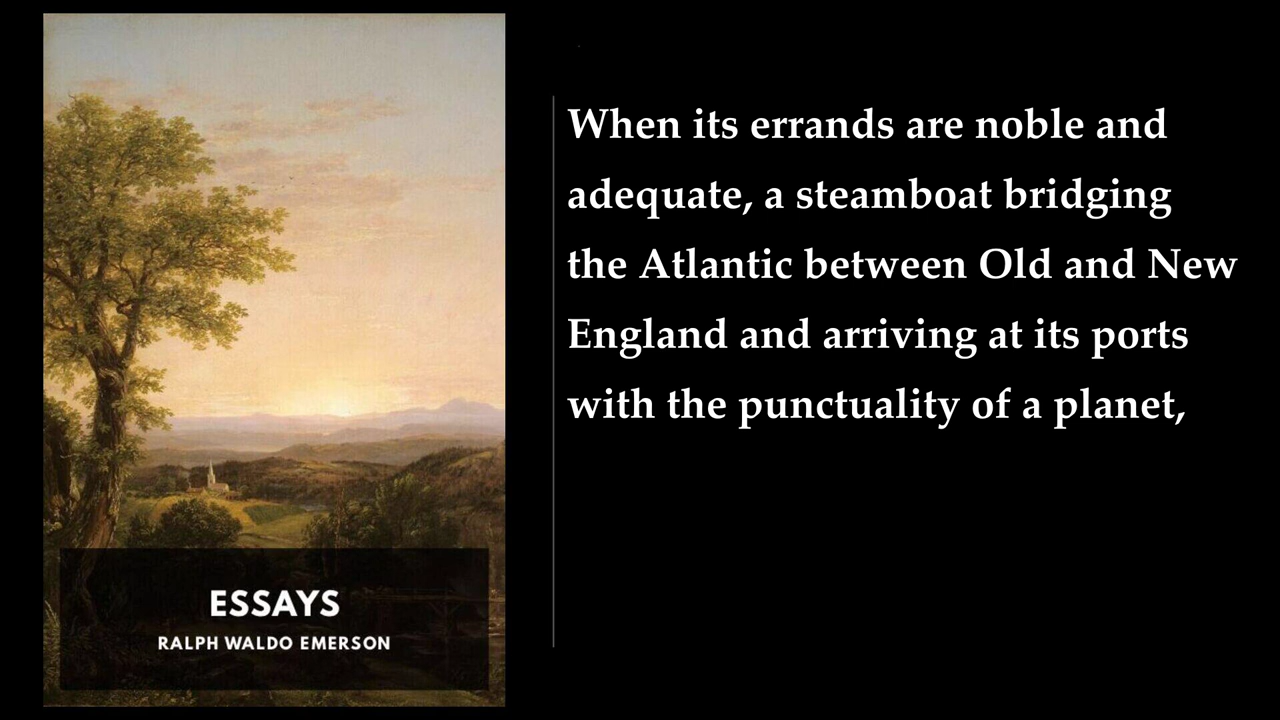 ESSAYS
RALPH WALDO EMERSON
When its errands are noble and
adequate, a steamboat bridging
the Atlantic between Old and New
England and arriving at its ports
with the punctuality of a planet,